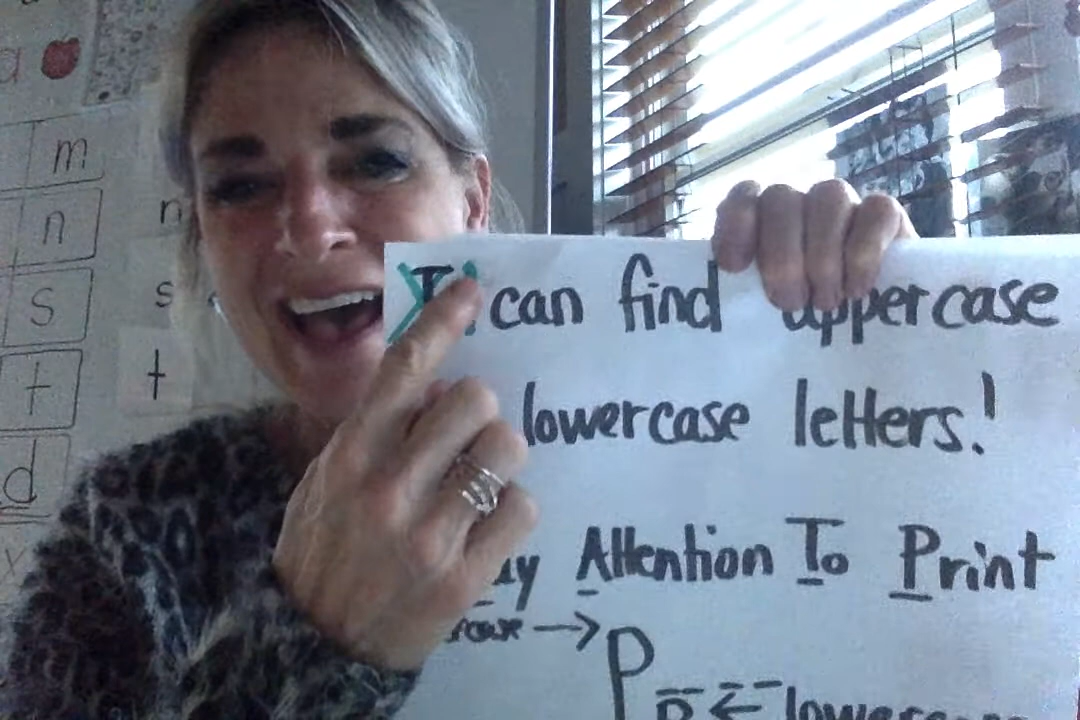 a
m
n
n
S
s
t
t
d
I can find uppercase
lowercase letters!
Attention To Print
P
p ← lowercase